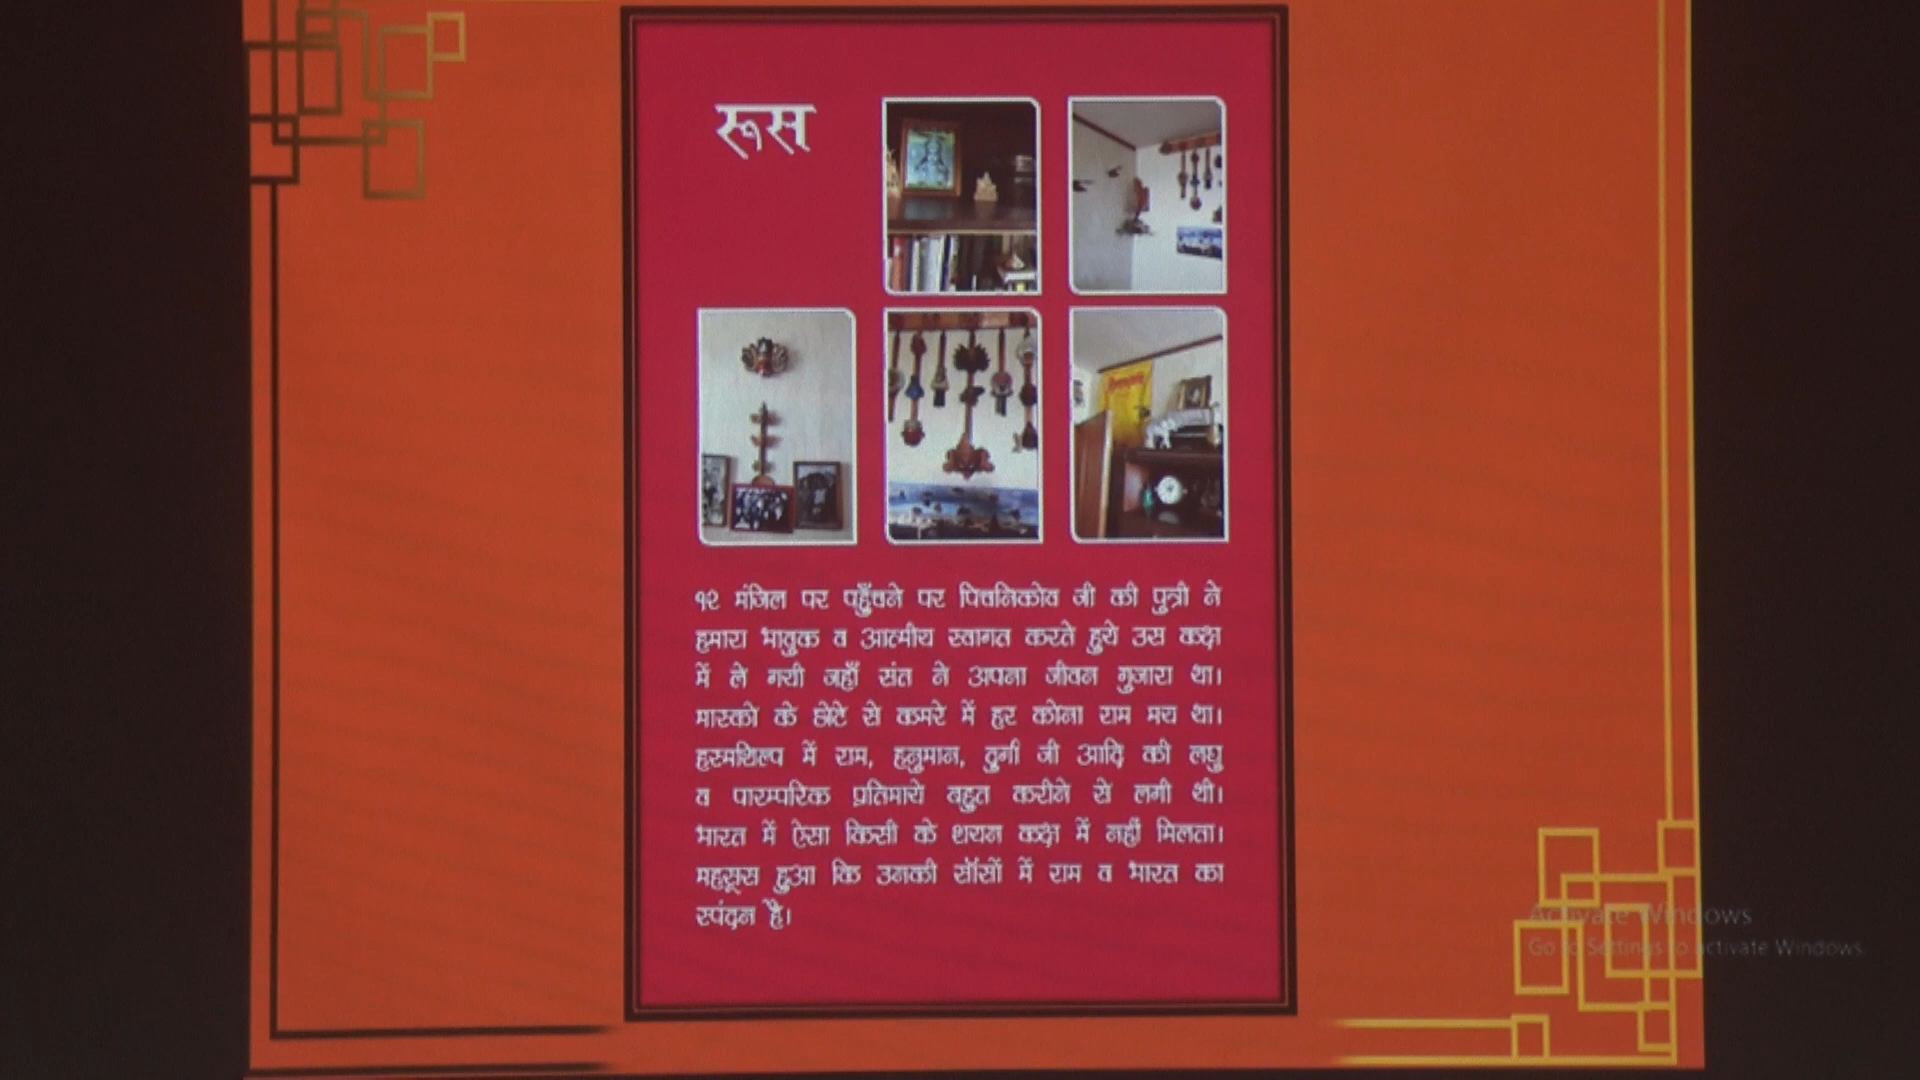 रूस
१२ मंजिल पर पहुँचने पर पिचनिकोव जी की पुत्री ने
हमारा भावुक व आत्मीय स्वागत करते हुये उस कक्ष
में ले गयी जहाँ संत ने अपना जीवन गुजारा था।
मास्को के छोटे से कमरे में हर कोना राम मय था।
हस्मशिल्प में राम, हनुमान, दुर्गा जी आदि की लघु
व पारम्परिक प्रतिमाये बहुत करीने से लगी थी।
भारत में ऐसा किसी के शयन कक्ष में नहीं मिलता।
महसूस हुआ कि उनकी साँसों में राम व भारत का
स्पंदन है।
Activate Windows
Go to Settings to activate Windows.